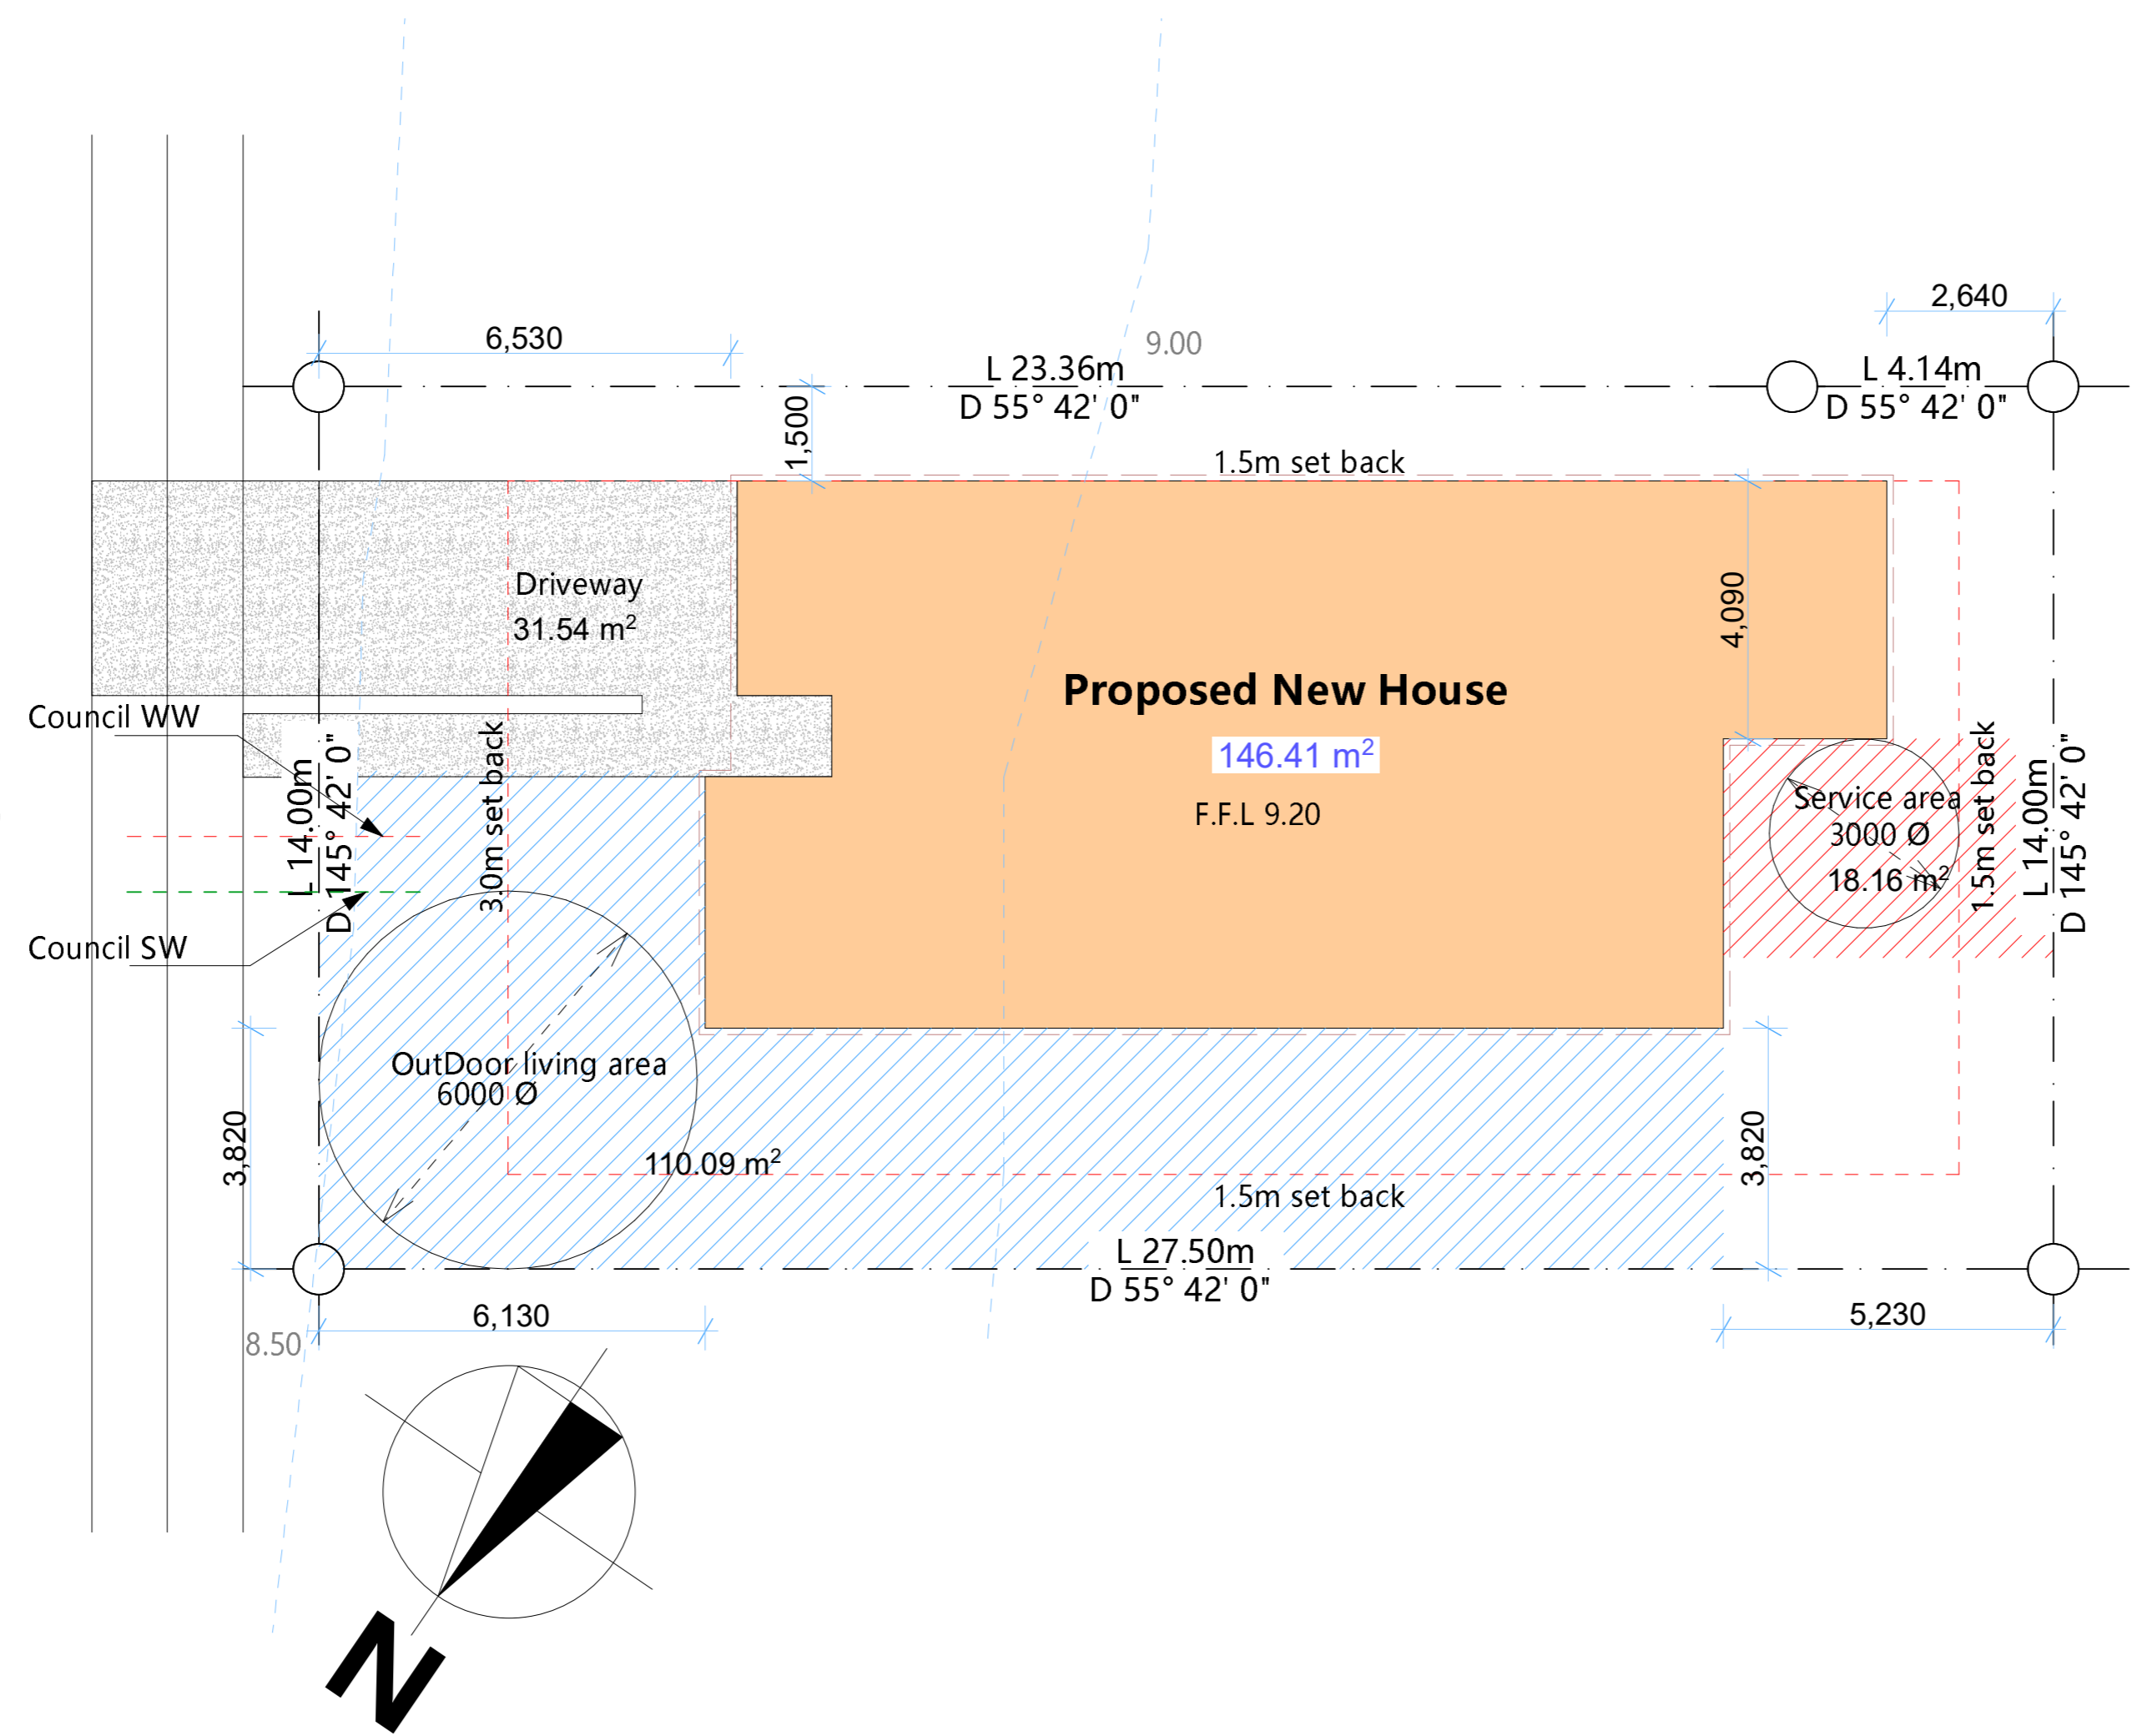 2,640
6,530
9.00
L 23.36m
D 55° 42' 0"
L 4.14m
D 55° 42' 0"
1,500
1.5m set back
Driveway
31.54 m²
4,090
Proposed New House
146.41 m²
F.F.L 9.20
Council WW
L 14.00m
D 145° 42' 0"
3.0m set back
Service area
3000 Ø
18.16 m²
1.5m set back
L 14.00m
D 145° 42' 0"
Council SW
OutDoor living area
6000 Ø
110.09 m²
3,820
3,820
1.5m set back
L 27.50m
D 55° 42' 0"
6,130
5,230
8.50
N